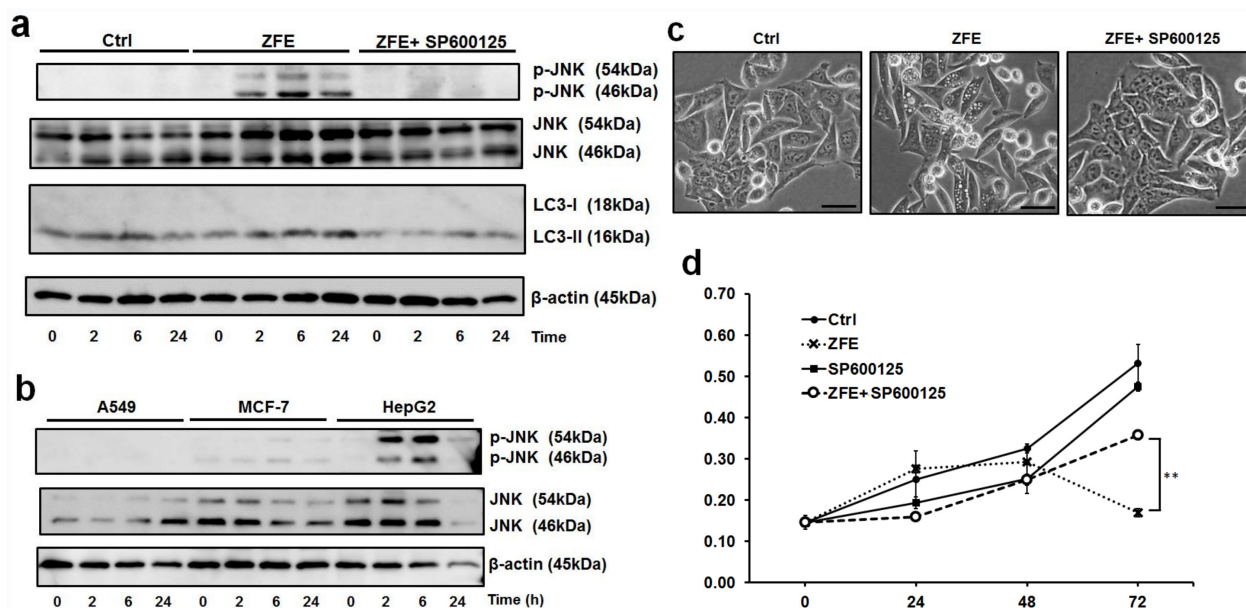 a
Ctrl ZFE ZFE+ SP600125
p-JNK (54kDa)
p-JNK (46kDa)
JNK (54kDa)
JNK (46kDa)
LC3-I (18kDa)
LC3-II (16kDa)
β-actin (45kDa)
0 2 6 24 0 2 6 24 0 2 6 24 Time
b
A549 MCF-7 HepG2
p-JNK (54kDa)
p-JNK (46kDa)
JNK (54kDa)
JNK (46kDa)
β-actin (45kDa)
0 2 6 24 0 2 6 24 0 2 6 24 Time (h)
c
Ctrl ZFE ZFE+ SP600125
d
0.70
0.60
0.50
0.40
0.30
0.20
0.10
0.00
Ctrl
ZFE
SP600125
ZFE+ SP600125
**
0 24 48 72